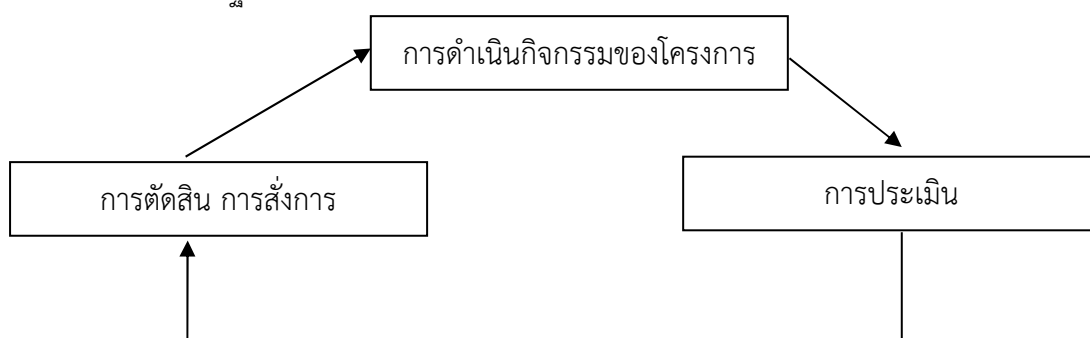 การดำเนินกิจกรรมของโครงการ
การตัดสิน การสั่งการ
การประเมิน